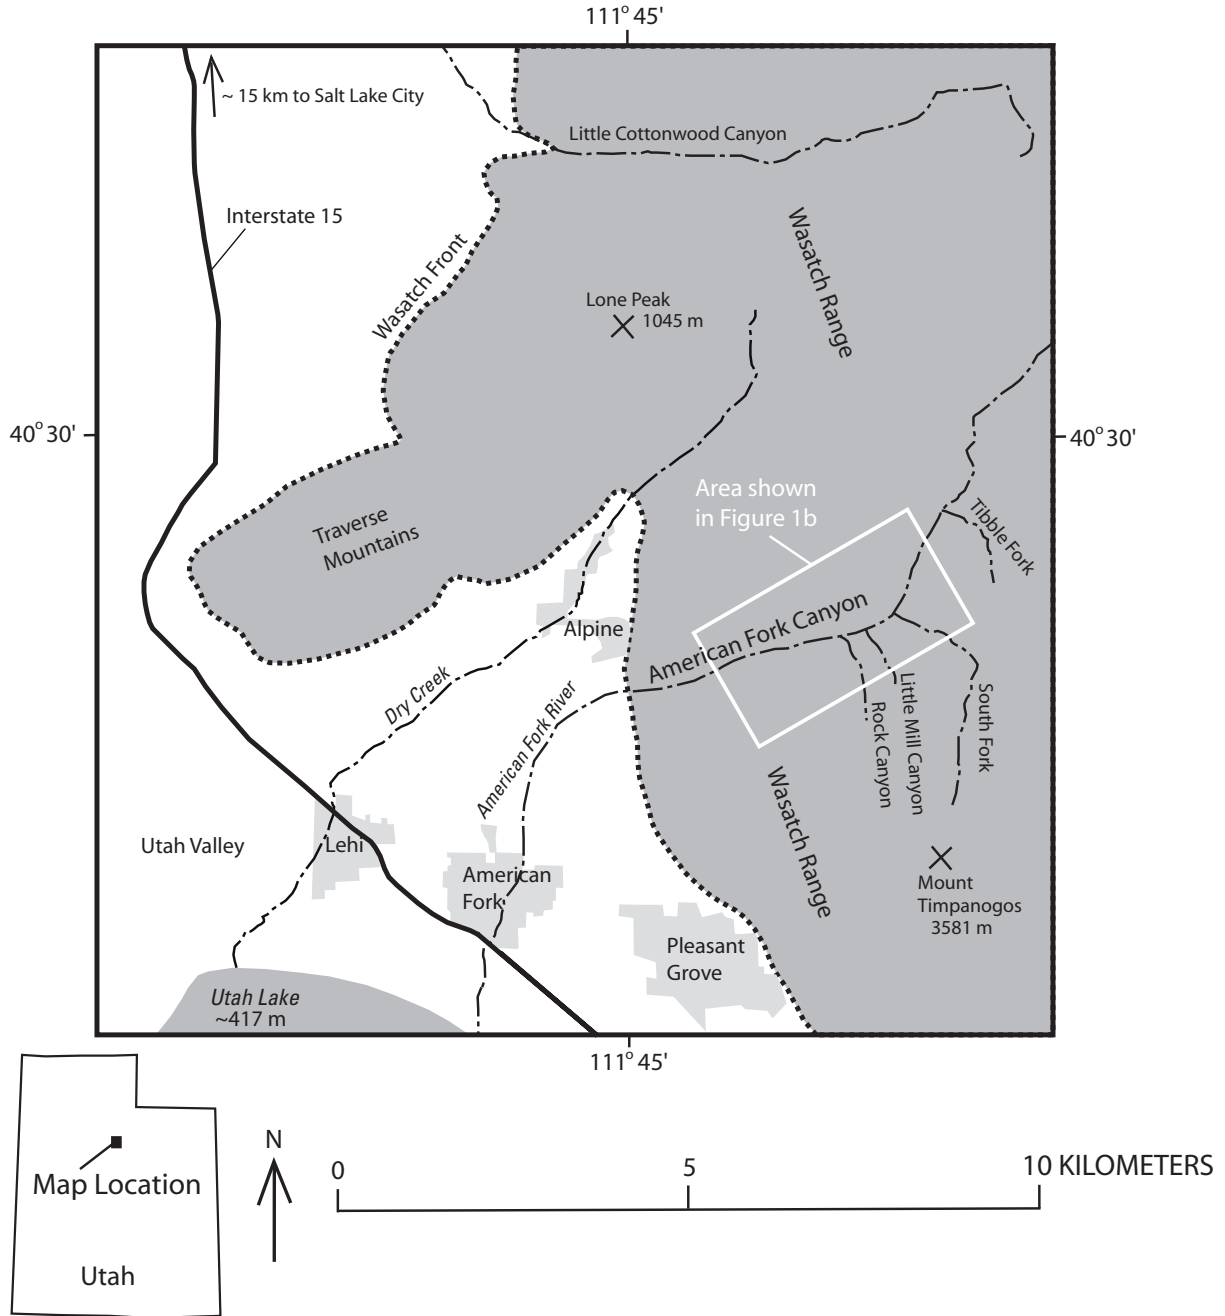 111° 45'
~ 15 km to Salt Lake City
Little Cottonwood Canyon
Interstate 15
Wasatch Front
Wasatch Range
Lone Peak
1045 m
40° 30'
40° 30'
Area shown
in Figure 1b
Traverse
Mountains
Tibble Fork
American Fork Canyon
Alpine
Dry Creek
American Fork River
Rock Canyon
Little Mill Canyon
South Fork
Wasatch Range
Utah Valley
Lehi
American
Fork
Mount
Timpanogos
3581 m
Pleasant
Grove
Utah Lake
~417 m
111° 45'
Map Location
Utah
N
0
5
10 KILOMETERS